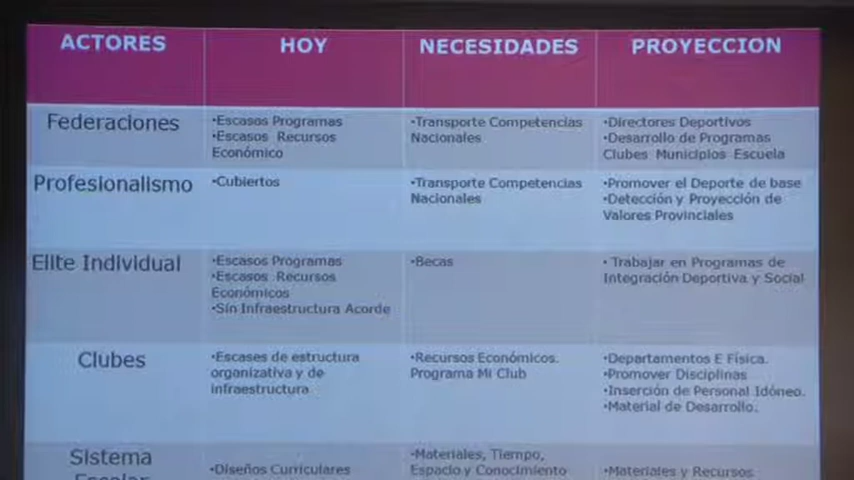 ACTORES
HOY
NECESIDADES
PROYECCION
Federaciones
•Escasos Programas
•Escasos Recursos
Económico
•Transporte Competencias
Nacionales
•Directores Deportivos
•Desarrollo de Programas
Clubes Municipios Escuela
Profesionalismo
•Cubiertos
•Transporte Competencias
Nacionales
•Promover el Deporte de base
•Detección y Proyección de
Valores Provinciales
Elite Individual
•Escasos Programas
•Escasos Recursos
Económicos
•Sin Infraestructura Acorde
•Becas
• Trabajar en Programas de
Integración Deportiva y Social
Clubes
•Escases de estructura
organizativa y de
infraestructura
•Recursos Económicos.
Programa Mi Club
•Departamentos E Física.
•Promover Disciplinas
•Inserción de Personal Idóneo.
•Material de Desarrollo.
Sistema
Escolar
•Diseños Curriculares
•Materiales, Tiempo,
Espacio y Conocimiento
•Materiales y Recursos